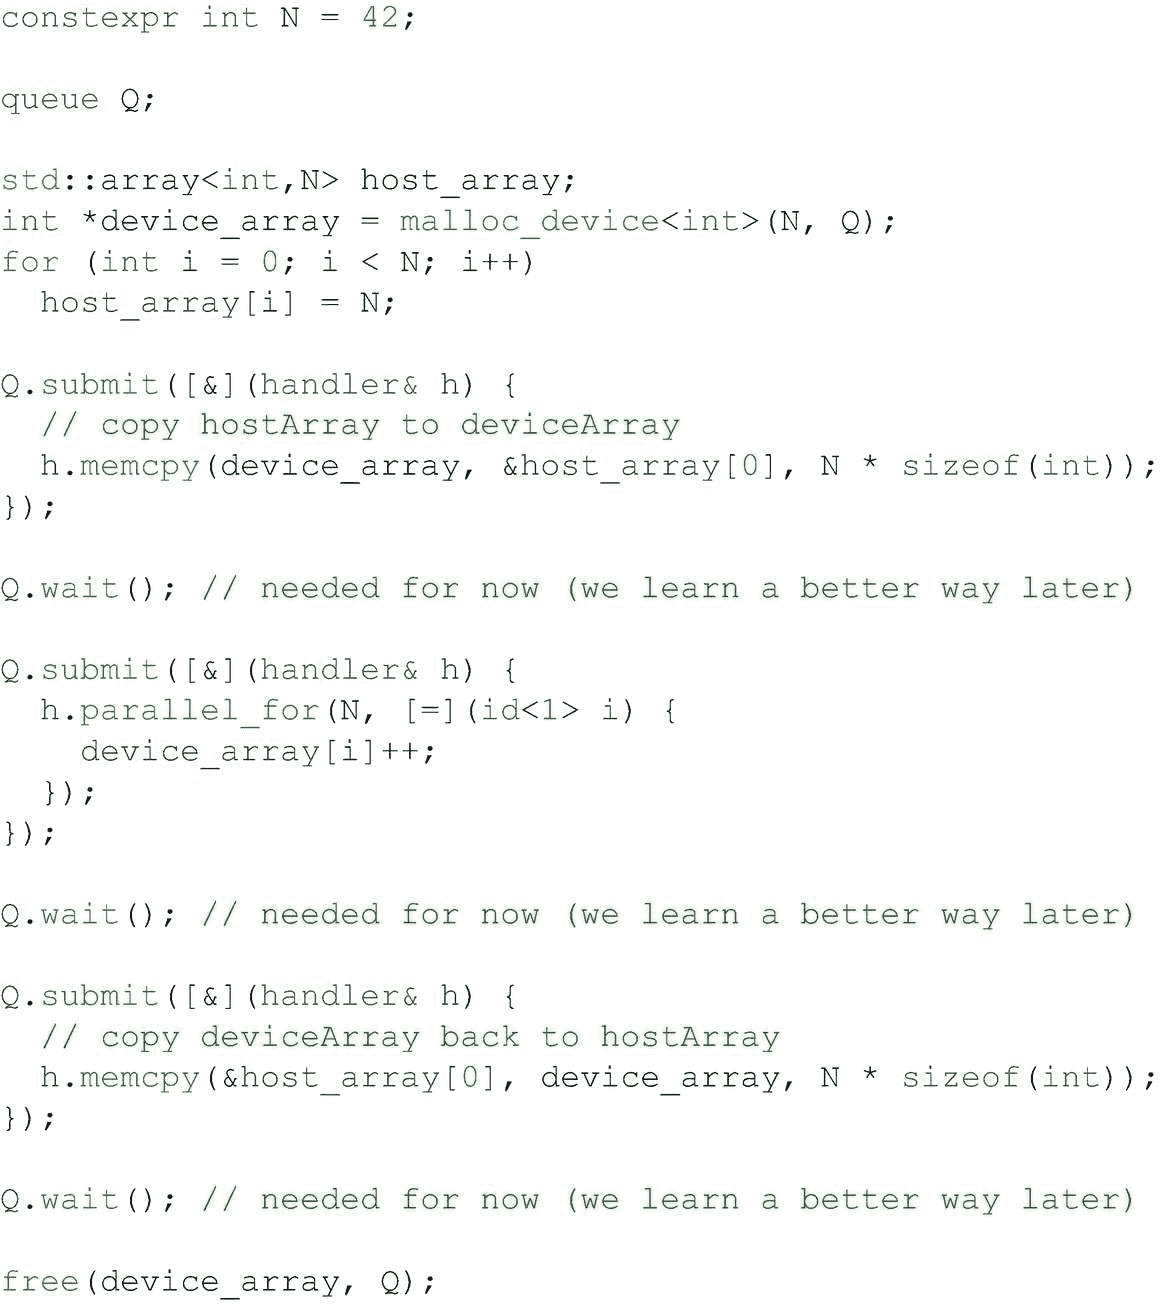 constexpr int N = 42;

queue Q;

std::array<int,N> host_array;
int *device_array = malloc_device<int>(N, Q);
for (int i = 0; i < N; i++)
  host_array[i] = N;

Q.submit([&](handler& h) {
  // copy hostArray to deviceArray
  h.memcpy(device_array, &host_array[0], N * sizeof(int));
});

Q.wait(); // needed for now (we learn a better way later)

Q.submit([&](handler& h) {
  h.parallel_for(N, [=](id<1> i) {
    device_array[i]++;
  });
});

Q.wait(); // needed for now (we learn a better way later)

Q.submit([&](handler& h) {
  // copy deviceArray back to hostArray
  h.memcpy(&host_array[0], device_array, N * sizeof(int));
});

Q.wait(); // needed for now (we learn a better way later)

free(device_array, Q);